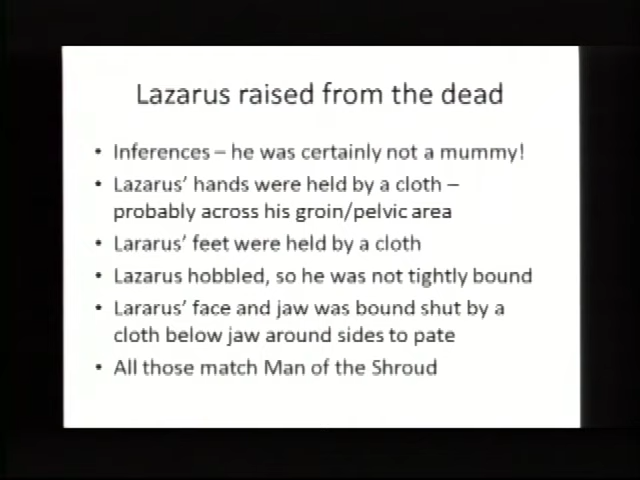 Lazarus raised from the dead
• Inferences – he was certainly not a mummy!
• Lazarus' hands were held by a cloth –
probably across his groin/pelvic area
• Lararus' feet were held by a cloth
• Lazarus hobbled, so he was not tightly bound
• Lararus' face and jaw was bound shut by a
cloth below jaw around sides to pate
• All those match Man of the Shroud